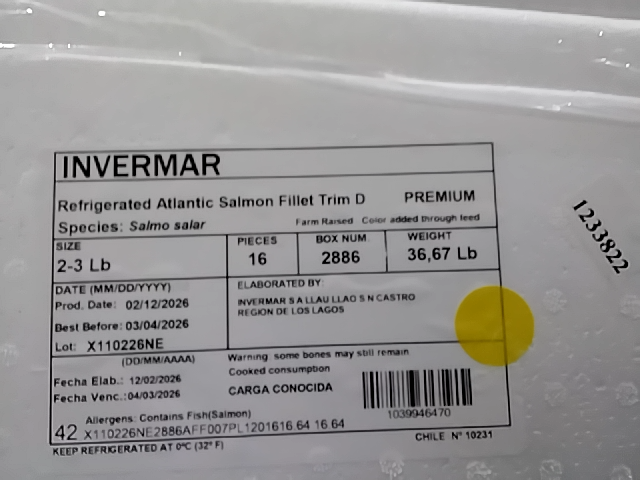 INVERMAR
Refrigerated Atlantic Salmon Fillet Trim D PREMIUM
Species: Salmo salar Farm Raised Color added through feed
SIZE PIECES BOX NUM WEIGHT
2-3 Lb 16 2886 36,67 Lb
DATE (MM/DD/YYYY) ELABORATED BY:
Prod. Date: 02/12/2026 INVERMAR S A LLAU LLAO S N CASTRO
REGION DE LOS LAGOS
Best Before: 03/04/2026
Lot: X110226NE
(DD/MM/AAAA) Warning: some bones may still remain
Cooked consumption
Fecha Elab.: 12/02/2026
Fecha Venc.: 04/03/2026 CARGA CONOCIDA
1039946470
Allergens: Contains Fish(Salmon)
42 X110226NE2886AFF007PL1201616.64 16 64
KEEP REFRIGERATED AT 0°C (32° F) CHILE N° 10231
1233822